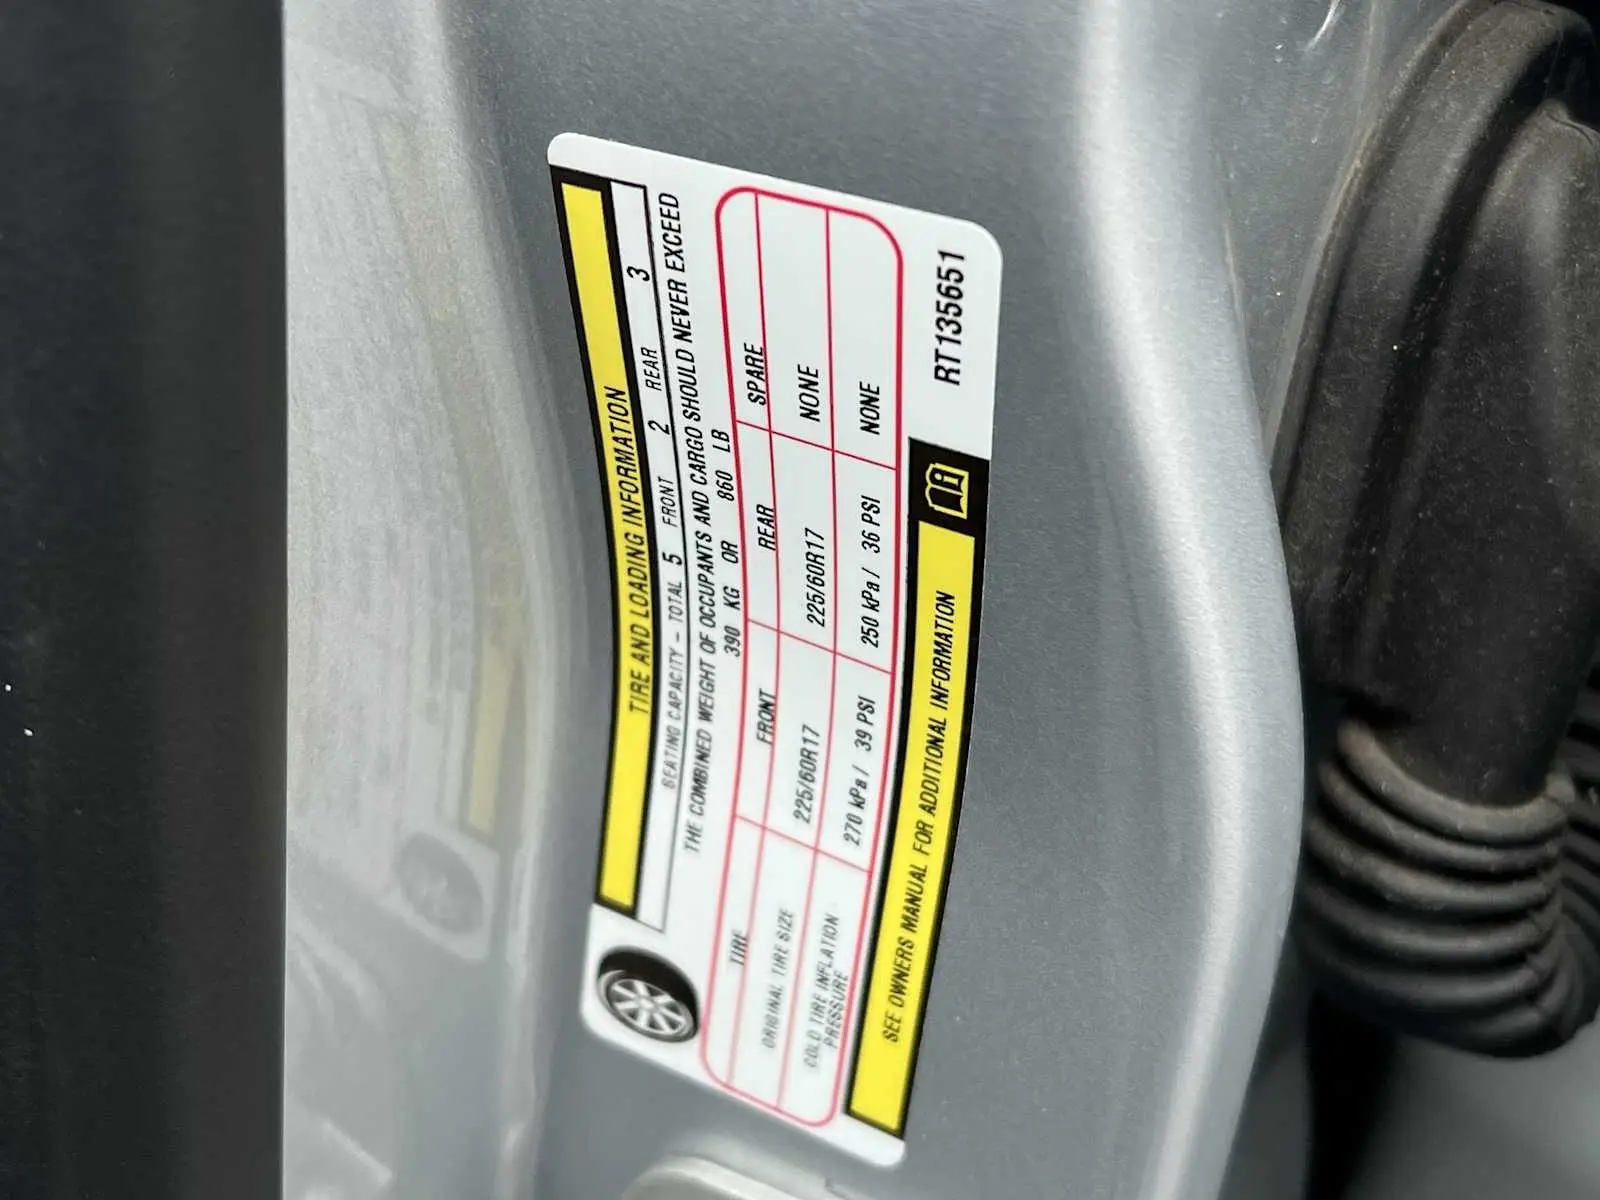 TIRE AND LOADING INFORMATION
SEATING CAPACITY - TOTAL 5 FRONT 2 REAR 3
THE COMBINED WEIGHT OF OCCUPANTS AND CARGO SHOULD NEVER EXCEED
390 KG OR 860 LB
TIRE FRONT REAR SPARE
ORIGINAL TIRE SIZE 225/60R17 225/60R17 NONE
COLD TIRE INFLATION
PRESSURE 270 kPa / 39 PSI 250 kPa / 36 PSI NONE
SEE OWNERS MANUAL FOR ADDITIONAL INFORMATION
RT135651